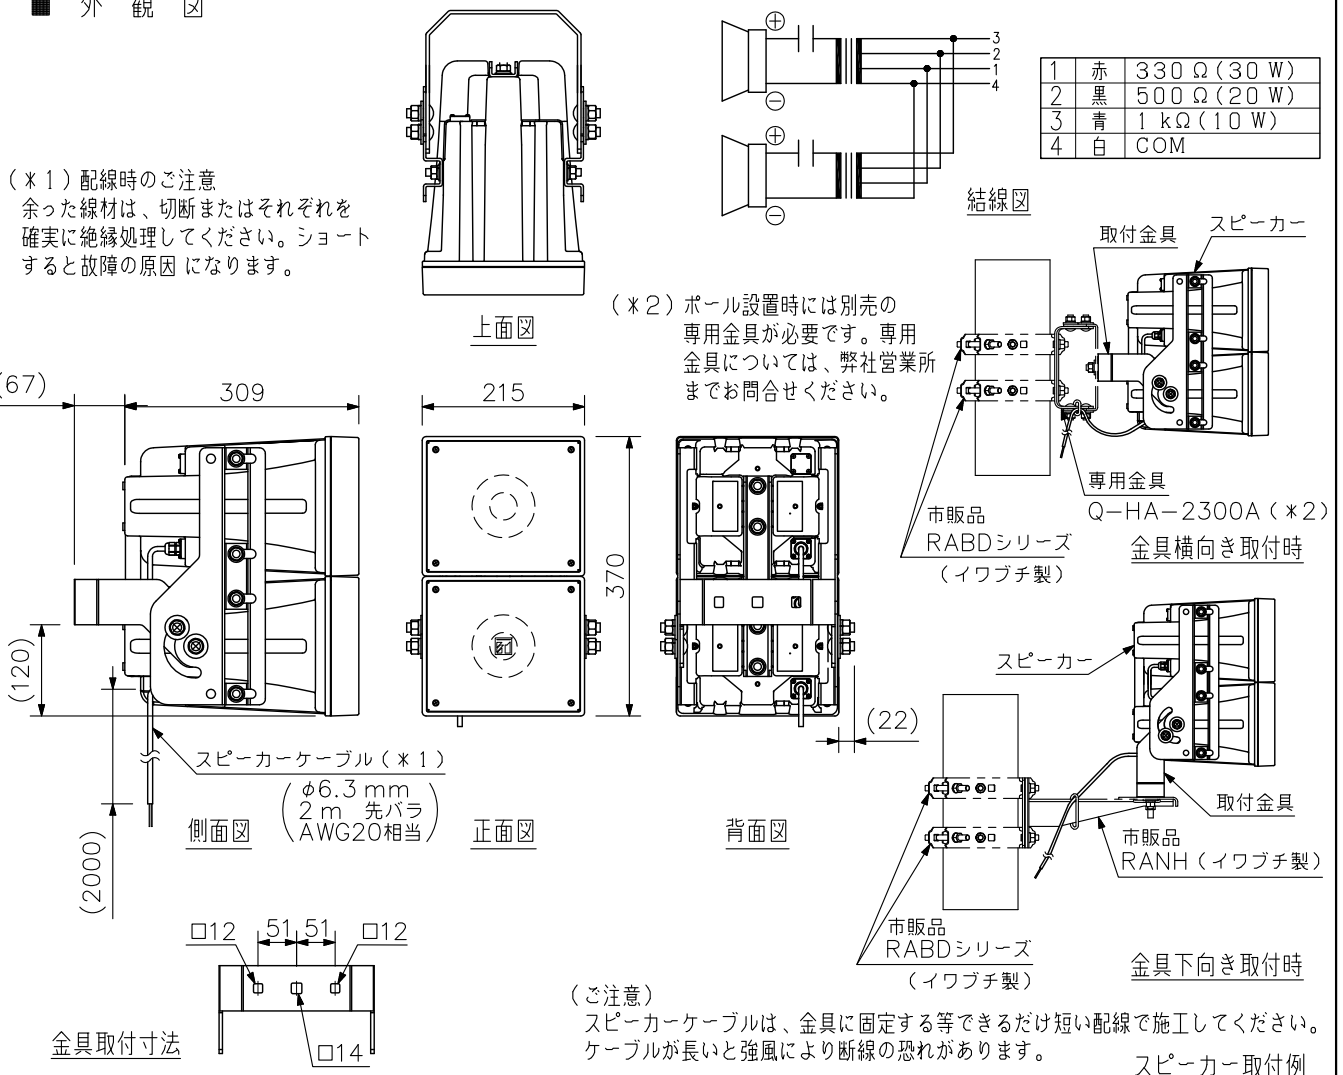 ■ 外観図
3
2
1
4
⊕
⊖
⊕
⊖
1 赤 330 Ω(30 W)
2 黒 500 Ω(20 W)
3 青 1 kΩ(10 W)
4 白 COM
結線図
(*1) 配線時のご注意
余った線材は、切断またはそれぞれを
確実に絶縁処理してください。ショート
すると故障の原因 になります。
上面図
(*2) ポール設置時には別売の
専用金具が必要です。専用
金具については、弊社営業所
までお問合せください。
取付金具
スピーカー
専用金具
Q-HA-2300A (*2)
市販品
RABDシリーズ
(イワブチ製)
金具横向き取付時
(67)
309
215
370
(120)
(22)
(2000)
スピーカーケーブル (*1)
φ6.3 mm
2 m 先バラ
AWG20相当
側面図
正面図
背面図
スピーカー
取付金具
市販品
RANH (イワブチ製)
市販品
RABDシリーズ
(イワブチ製)
金具下向き取付時
□12
51
51
□12
□14
金具取付寸法
(ご注意)
スピーカーケーブルは、金具に固定する等できるだけ短い配線で施工してください。
ケーブルが長いと強風により断線の恐れがあります。
スピーカー取付例